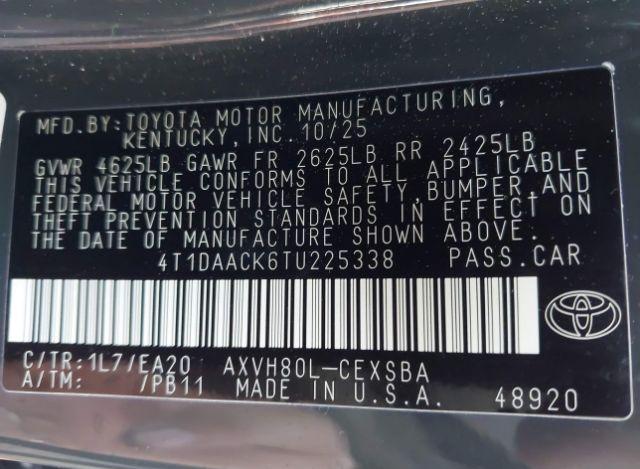 MFD.BY:TOYOTA MOTOR MANUFACTURING,
KENTUCKY,INC.10/25
GVWR 4625LB GAWR FR 2625LB RR 2425LB
THIS VEHICLE CONFORMS TO ALL APPLICABLE
FEDERAL MOTOR VEHICLE SAFETY,BUMPER,AND
THEFT PREVENTION STANDARDS IN EFFECT ON
THE DATE OF MANUFACTURE SHOWN ABOVE.
4T1DAACK6TU225338 PASS.CAR
C/TR:1L7/EA20 AXVH80L-CEXSBA
A/TM: /PB11 MADE IN U.S.A. 48920